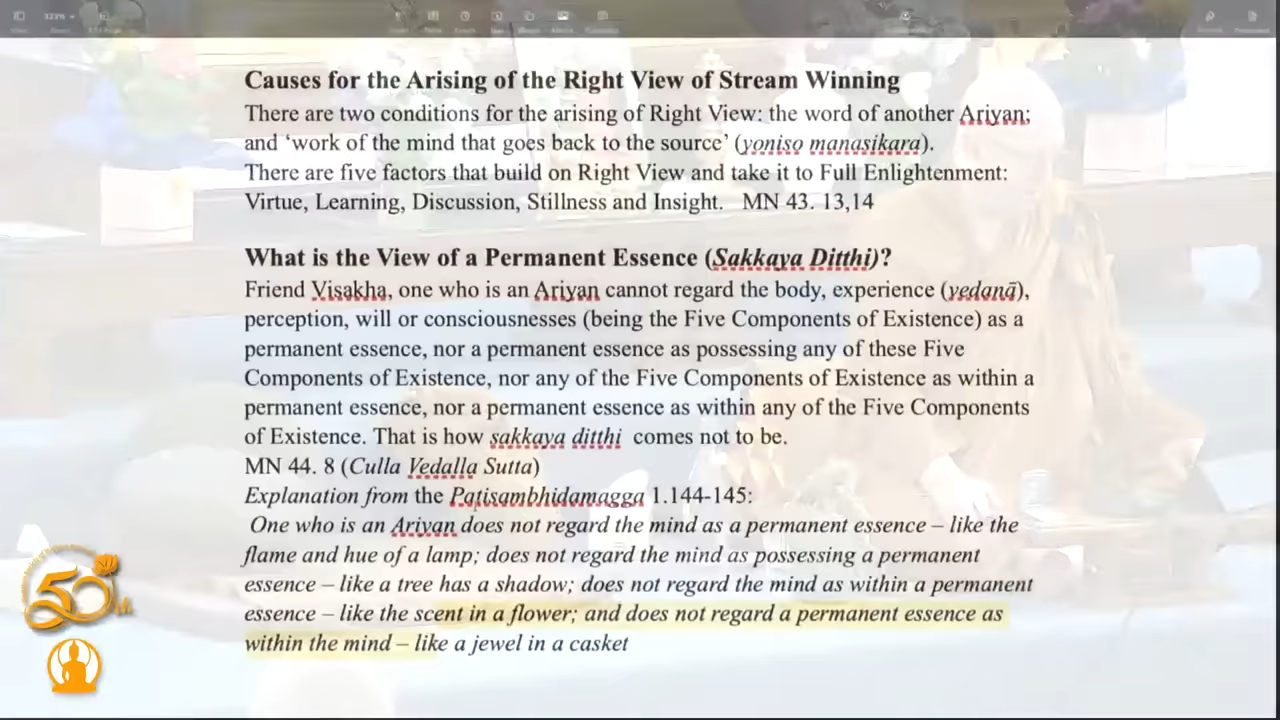 323%
Causes for the Arising of the Right View of Stream Winning
There are two conditions for the arising of Right View: the word of another Ariyan;
and ‘work of the mind that goes back to the source’ (yoniso manasikara).
There are five factors that build on Right View and take it to Full Enlightenment:
Virtue, Learning, Discussion, Stillness and Insight. MN 43. 13,14
What is the View of a Permanent Essence (Sakkaya Ditthi)?
Friend Visakha, one who is an Ariyan cannot regard the body, experience (vedanā),
perception, will or consciousnesses (being the Five Components of Existence) as a
permanent essence, nor a permanent essence as possessing any of these Five
Components of Existence, nor any of the Five Components of Existence as within a
permanent essence, nor a permanent essence as within any of the Five Components
of Existence. That is how sakkaya ditthi comes not to be.
MN 44. 8 (Culla Vedalla Sutta)
Explanation from the Patisambhidamagga 1.144-145:
One who is an Ariyan does not regard the mind as a permanent essence – like the
flame and hue of a lamp; does not regard the mind as possessing a permanent
essence – like a tree has a shadow; does not regard the mind as within a permanent
essence – like the scent in a flower; and does not regard a permanent essence as
within the mind – like a jewel in a casket
50th